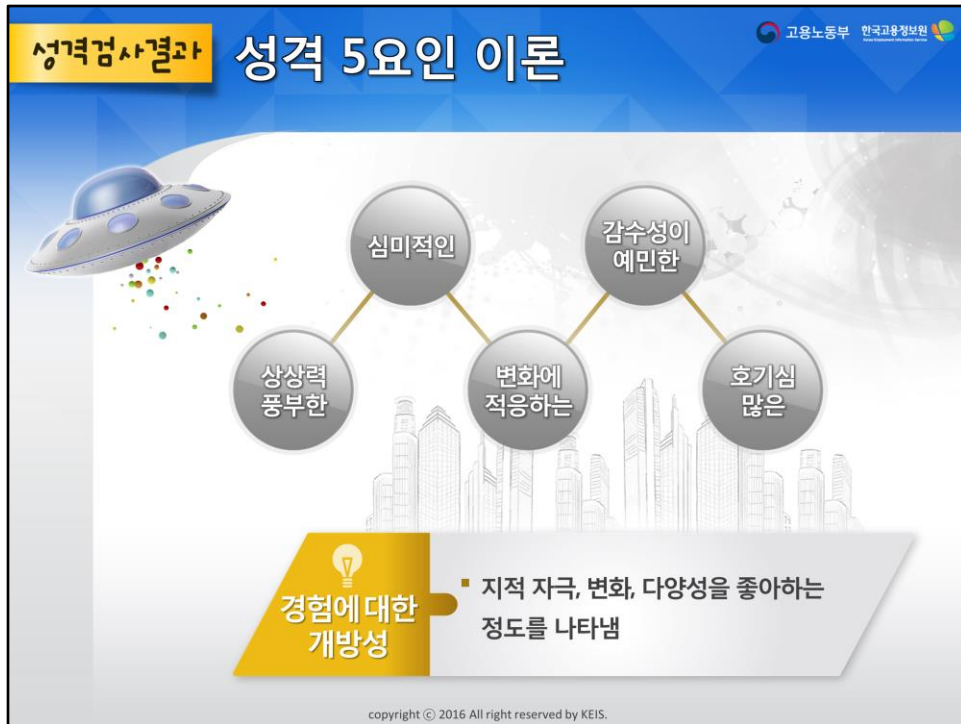 성격검사결과
성격 5요인 이론
고용노동부
한국고용정보원
Korea Employment Information Service
심미적인
감수성이
예민한
상상력
풍부한
변화에
적응하는
호기심
많은
경험에 대한
개방성
▪ 지적 자극, 변화, 다양성을 좋아하는
정도를 나타냄
copyright ⓒ 2016 All right reserved by KEIS.